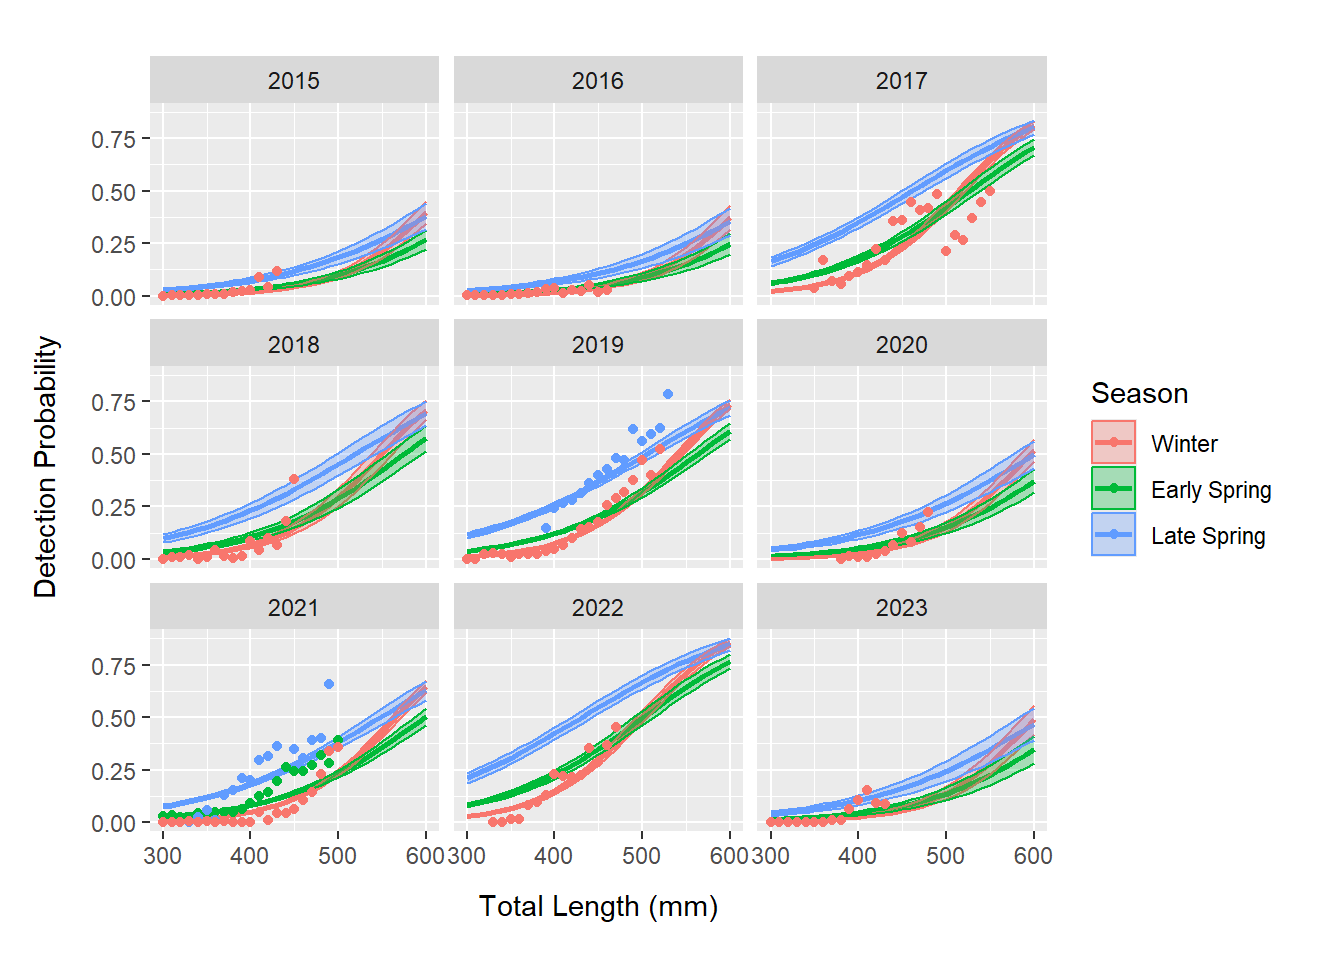 2015 2016 2017
0.75
0.50
0.25
0.00
2018 2019 2020
0.75
0.50
0.25
0.00
2021 2022 2023
0.75
0.50
0.25
0.00
300 400 500 600 300 400 500 600 300 400 500 600
Total Length (mm)
Detection Probability
Season
Winter
Early Spring
Late Spring